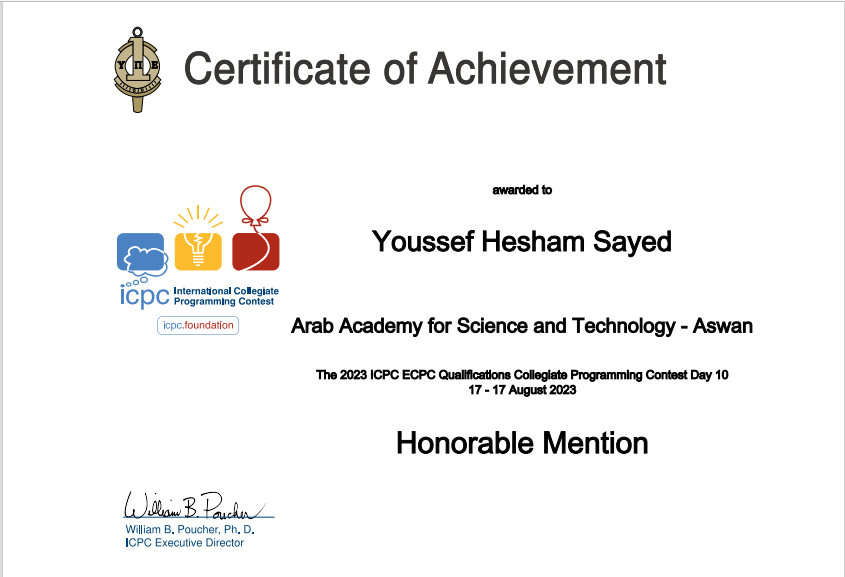 Certificate of Achievement
Υ Π Ε
awarded to
Youssef Hesham Sayed
icpc International Collegiate
Programming Contest
icpc.foundation
Arab Academy for Science and Technology - Aswan
The 2023 ICPC ECPC Qualifications Collegiate Programming Contest Day 10
17 - 17 August 2023
Honorable Mention
William B. Poucher
William B. Poucher, Ph. D.
ICPC Executive Director